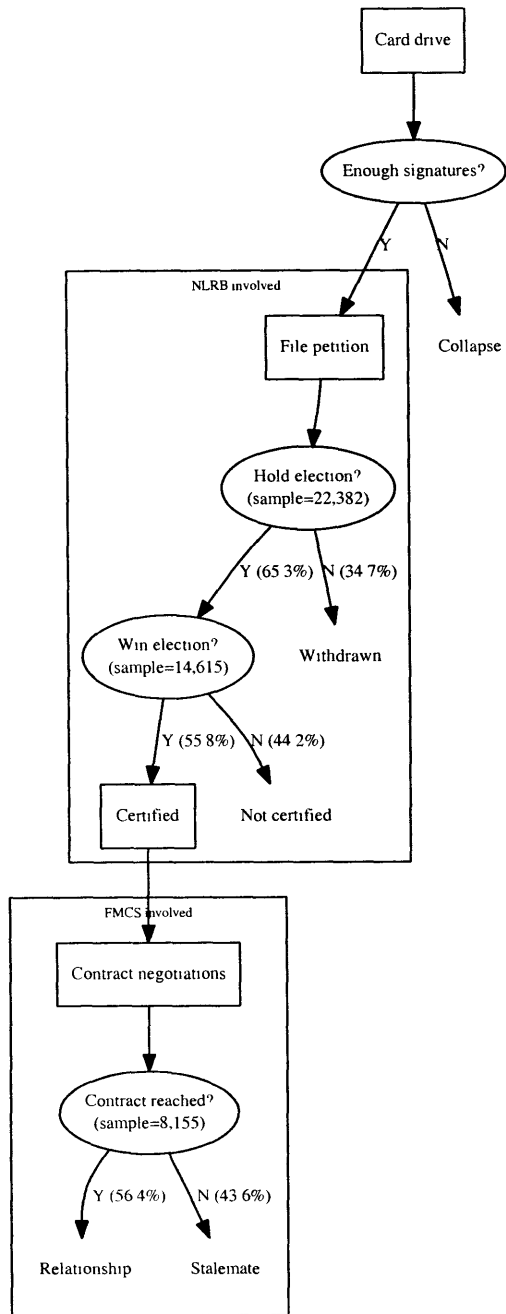 Card drive
Enough signatures?
Y
N
NLRB involved
File petition
Collapse
Hold election?
(sample=22,382)
Y (65 3%)
N (34 7%)
Win election?
(sample=14,615)
Withdrawn
Y (55 8%)
N (44 2%)
Certified
Not certified
FMCS involved
Contract negotiations
Contract reached?
(sample=8,155)
Y (56 4%)
N (43 6%)
Relationship
Stalemate